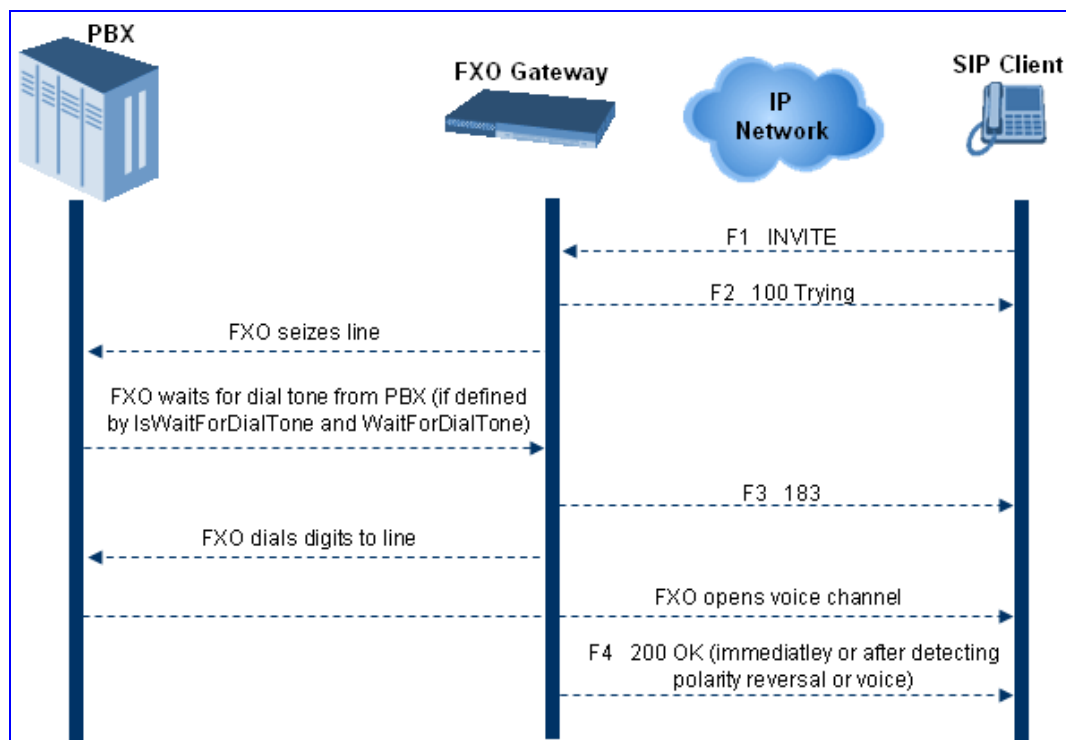 PBX
FXO Gateway
IP
Network
SIP Client
F1 INVITE
F2 100 Trying
FXO seizes line
FXO waits for dial tone from PBX (if defined
by IsWaitForDialTone and WaitForDialTone)
F3 183
FXO dials digits to line
FXO opens voice channel
F4 200 OK (immediatley or after detecting
polarity reversal or voice)